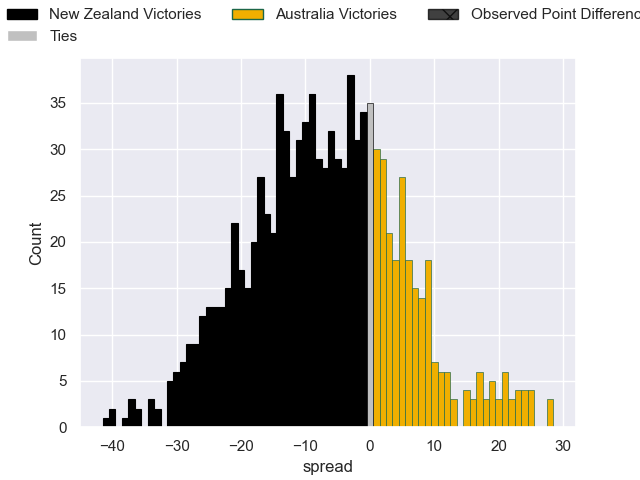 New Zealand Victories
Australia Victories
Observed Point Differenc
Ties
Count
35
30
25
20
15
10
5
0
−40 −30 −20 −10 0 10 20 30
spread